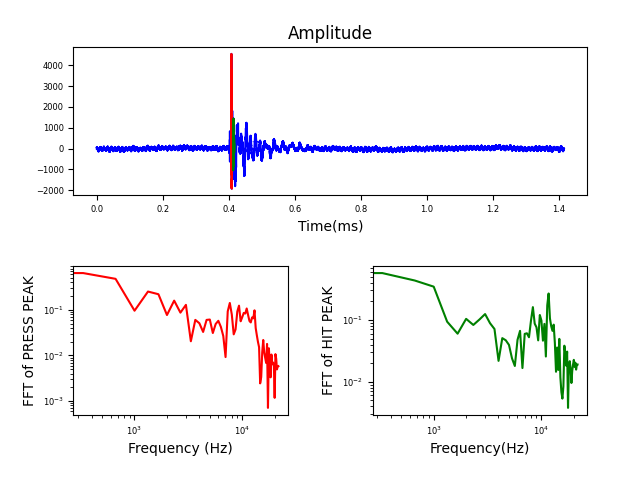 Amplitude
4000
3000
2000
1000
0
−1000
−2000
0.0 0.2 0.4 0.6 0.8 1.0 1.2 1.4
Time(ms)
FFT of PRESS PEAK
10⁻¹
10⁻²
10⁻³
10³ 10⁴
Frequency (Hz)
FFT of HIT PEAK
10⁻¹
10⁻²
10³ 10⁴
Frequency(Hz)